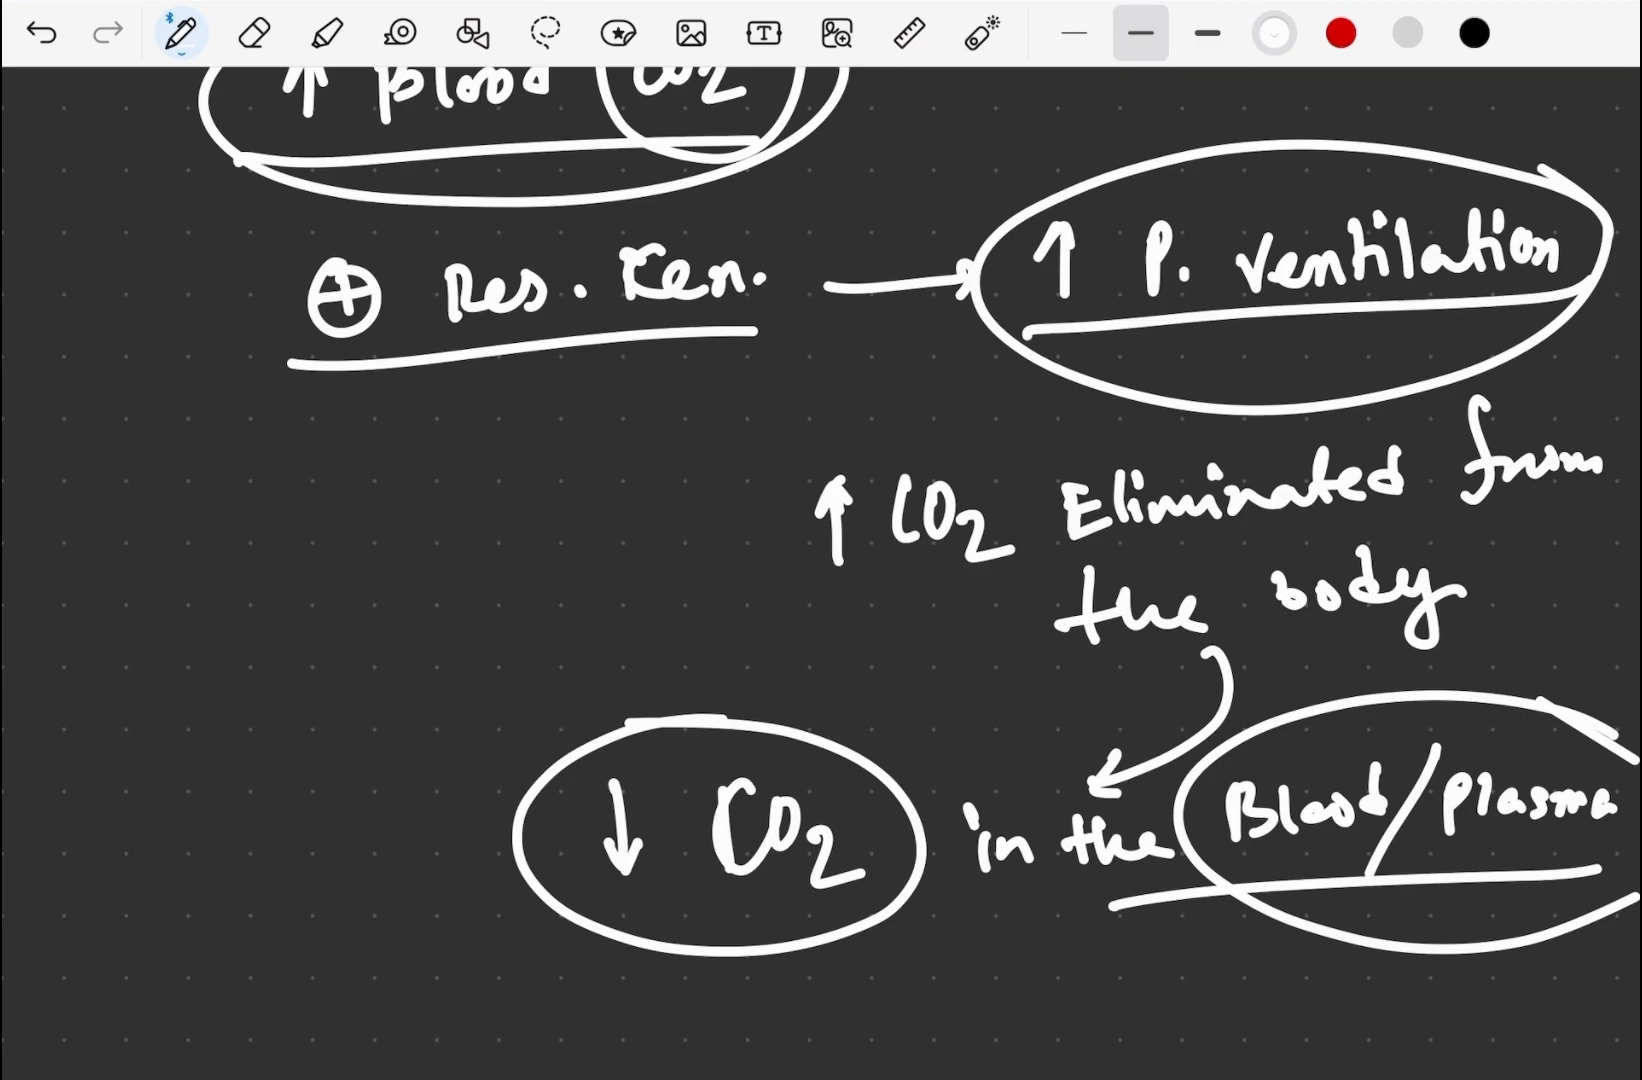 ↑ Blood CO2
⊕ Res. Cen. → ↑ P. Ventilation
↑ CO2 Eliminated from
the body
↓ CO2 in the Blood/Plasma